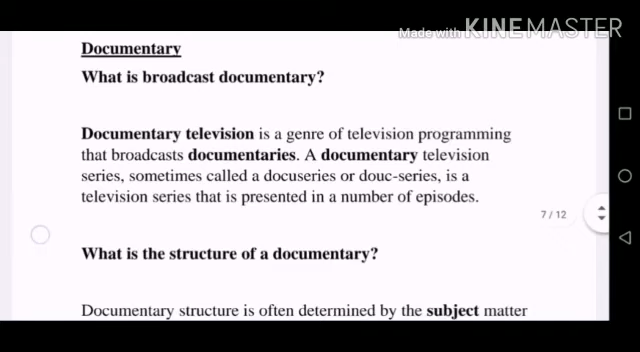 Made with KINEMASTER
Documentary
What is broadcast documentary?
Documentary television is a genre of television programming
that broadcasts documentaries. A documentary television
series, sometimes called a docuseries or douc-series, is a
television series that is presented in a number of episodes.
7 / 12
What is the structure of a documentary?
Documentary structure is often determined by the subject matter